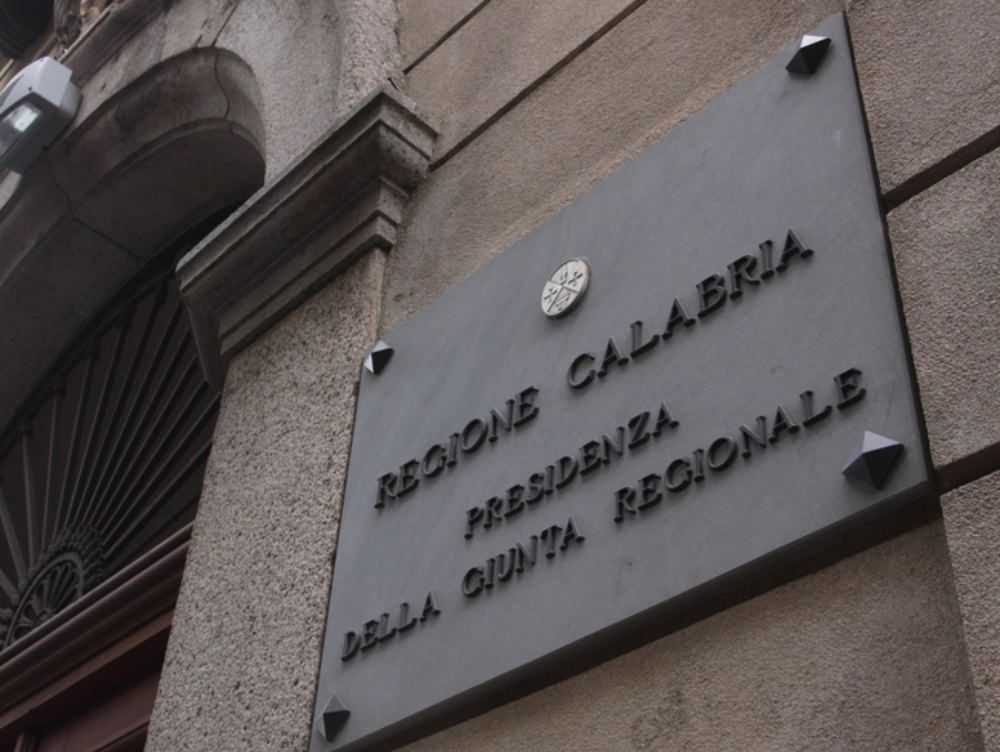 REGIONE CALABRIA
PRESIDENZA
DELLA GIUNTA REGIONALE